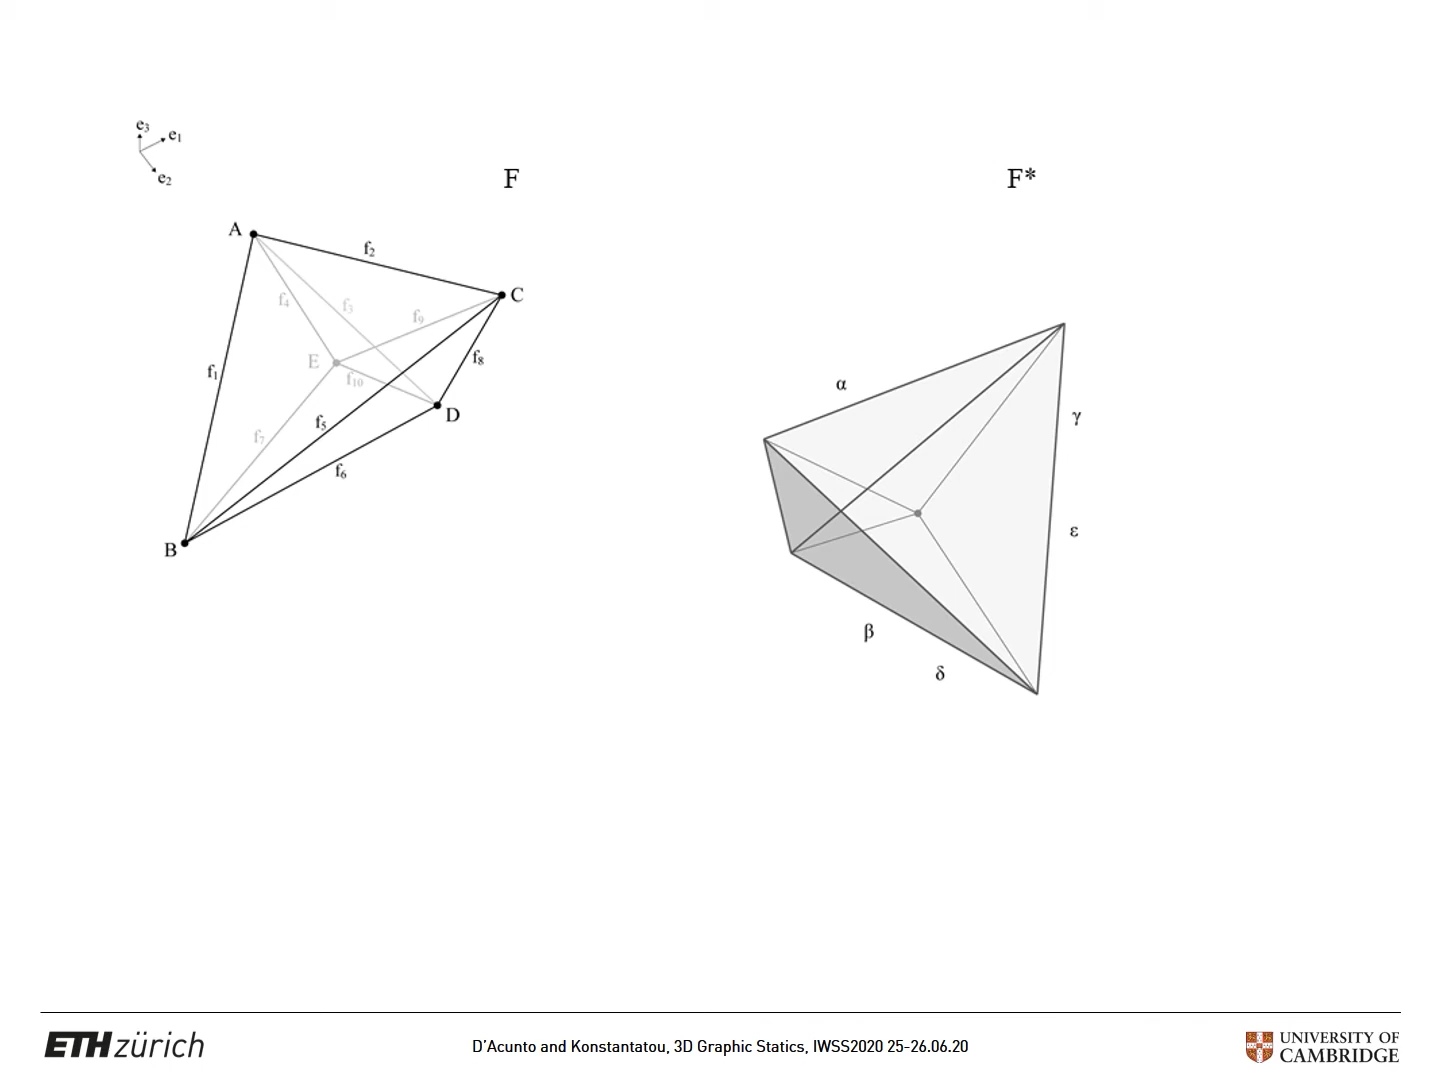 e3
e1
e2
F
F*
A
f2
C
f4
f3
f9
f8
E
f10
f1
D
f5
f7
f6
B
α
γ
ε
β
δ
ETH zürich
D'Acunto and Konstantatou, 3D Graphic Statics, IWSS2020 25-26.06.20
UNIVERSITY OF
CAMBRIDGE